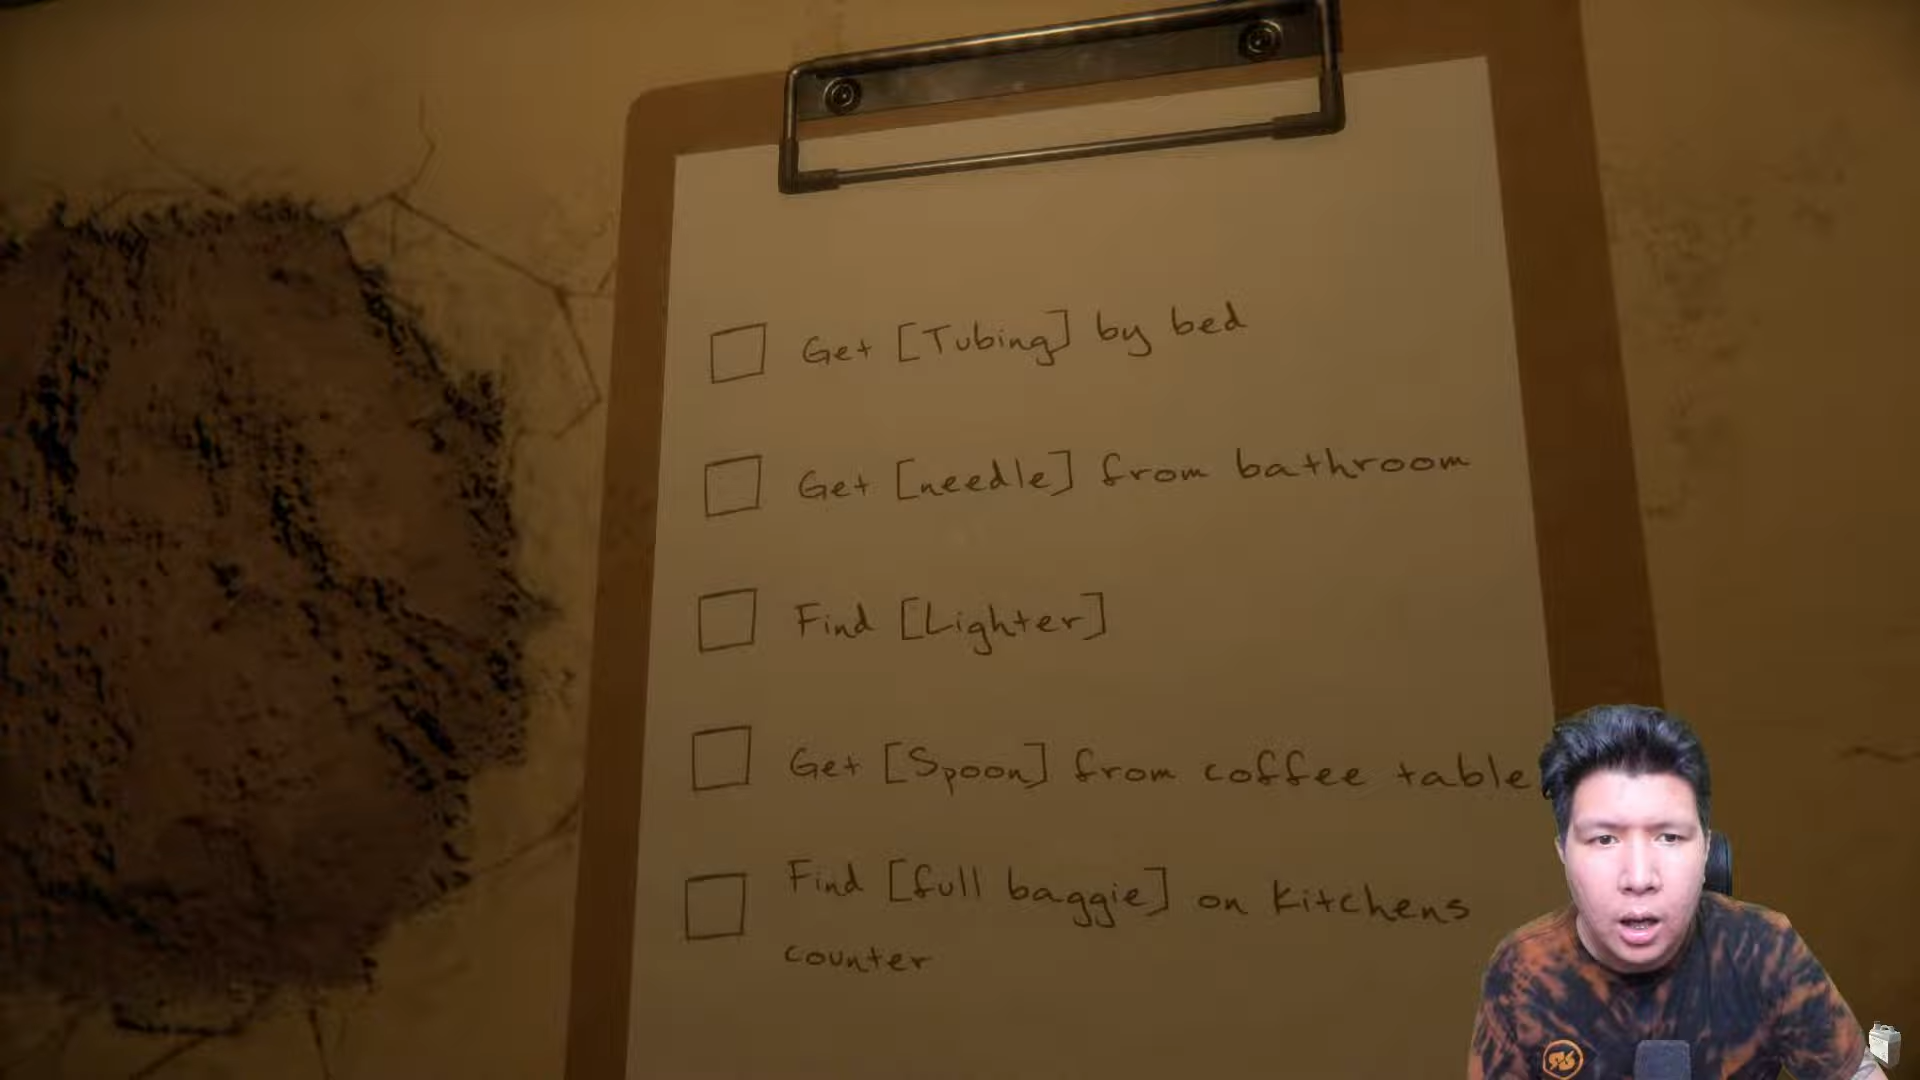 Get [Tubing] by bed
Get [needle] from bathroom
Find [Lighter]
Get [Spoon] from coffee table
Find [full baggie] on Kitchens
counter